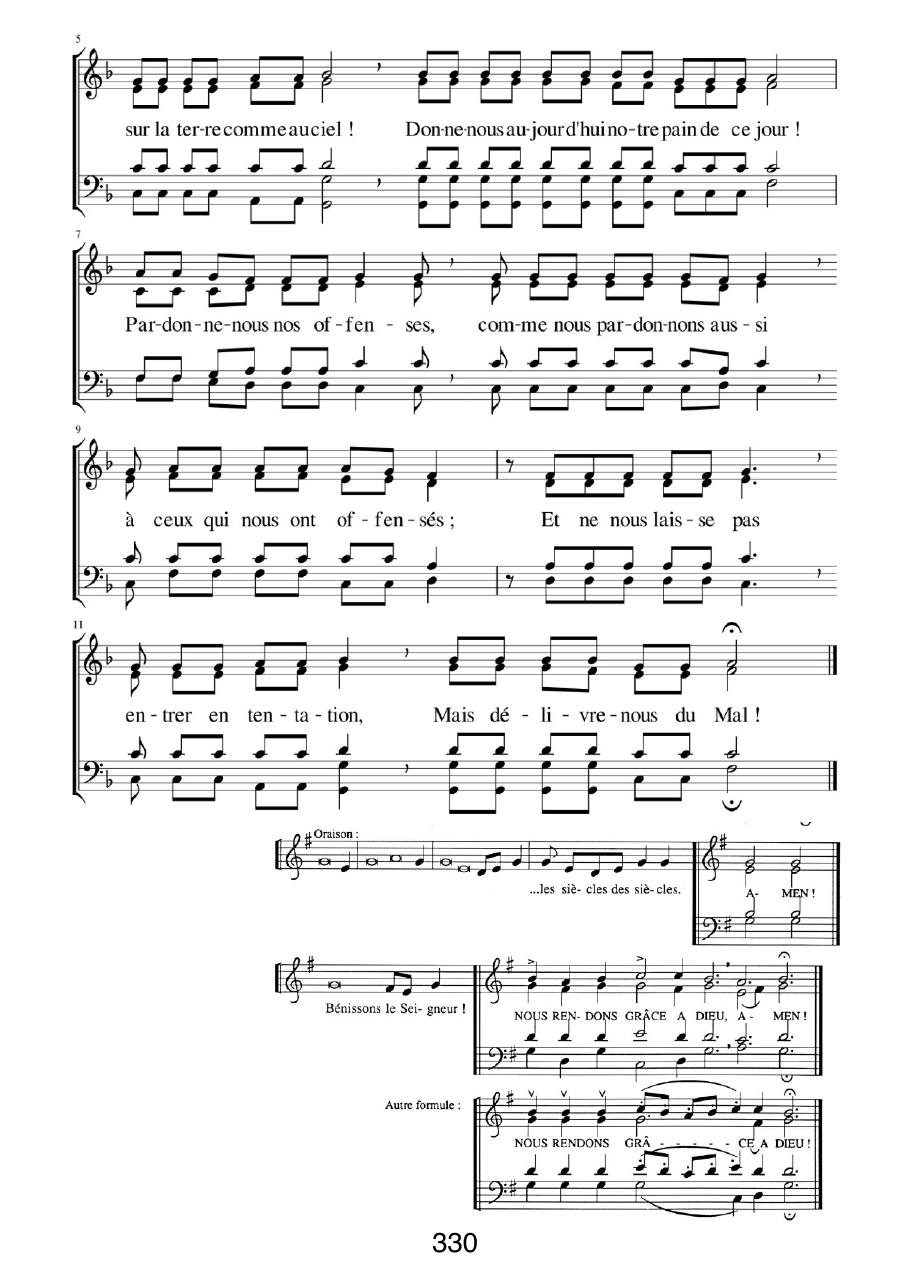 5
sur la ter-re comme au ciel ! Don-ne-nous au-jourd'hui no-tre pain de ce jour !
7
Par-don-ne-nous nos of-fen-ses, com-me nous par-don-nons aus-si
9
à ceux qui nous ont of-fen-sés ; Et ne nous lais-se pas
11
en-trer en ten-ta-tion, Mais dé-li-vre-nous du Mal !
Oraison :
...les siè-cles des siè-cles. A- MEN !
Bénissons le Sei-gneur ! NOUS REN-DONS GRÂCE A DIEU, A- MEN !
Autre formule :
NOUS RENDONS GRÂ - - - - - CE A DIEU !
330